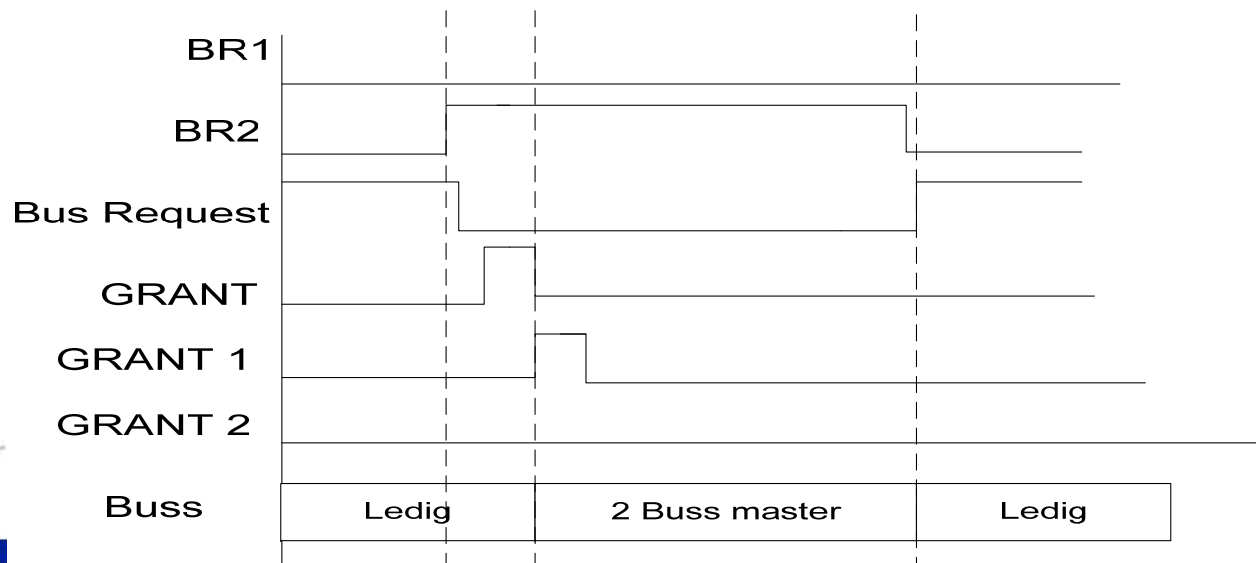 BR1
BR2
Bus Request
GRANT
GRANT 1
GRANT 2
Buss Ledig 2 Buss master Ledig